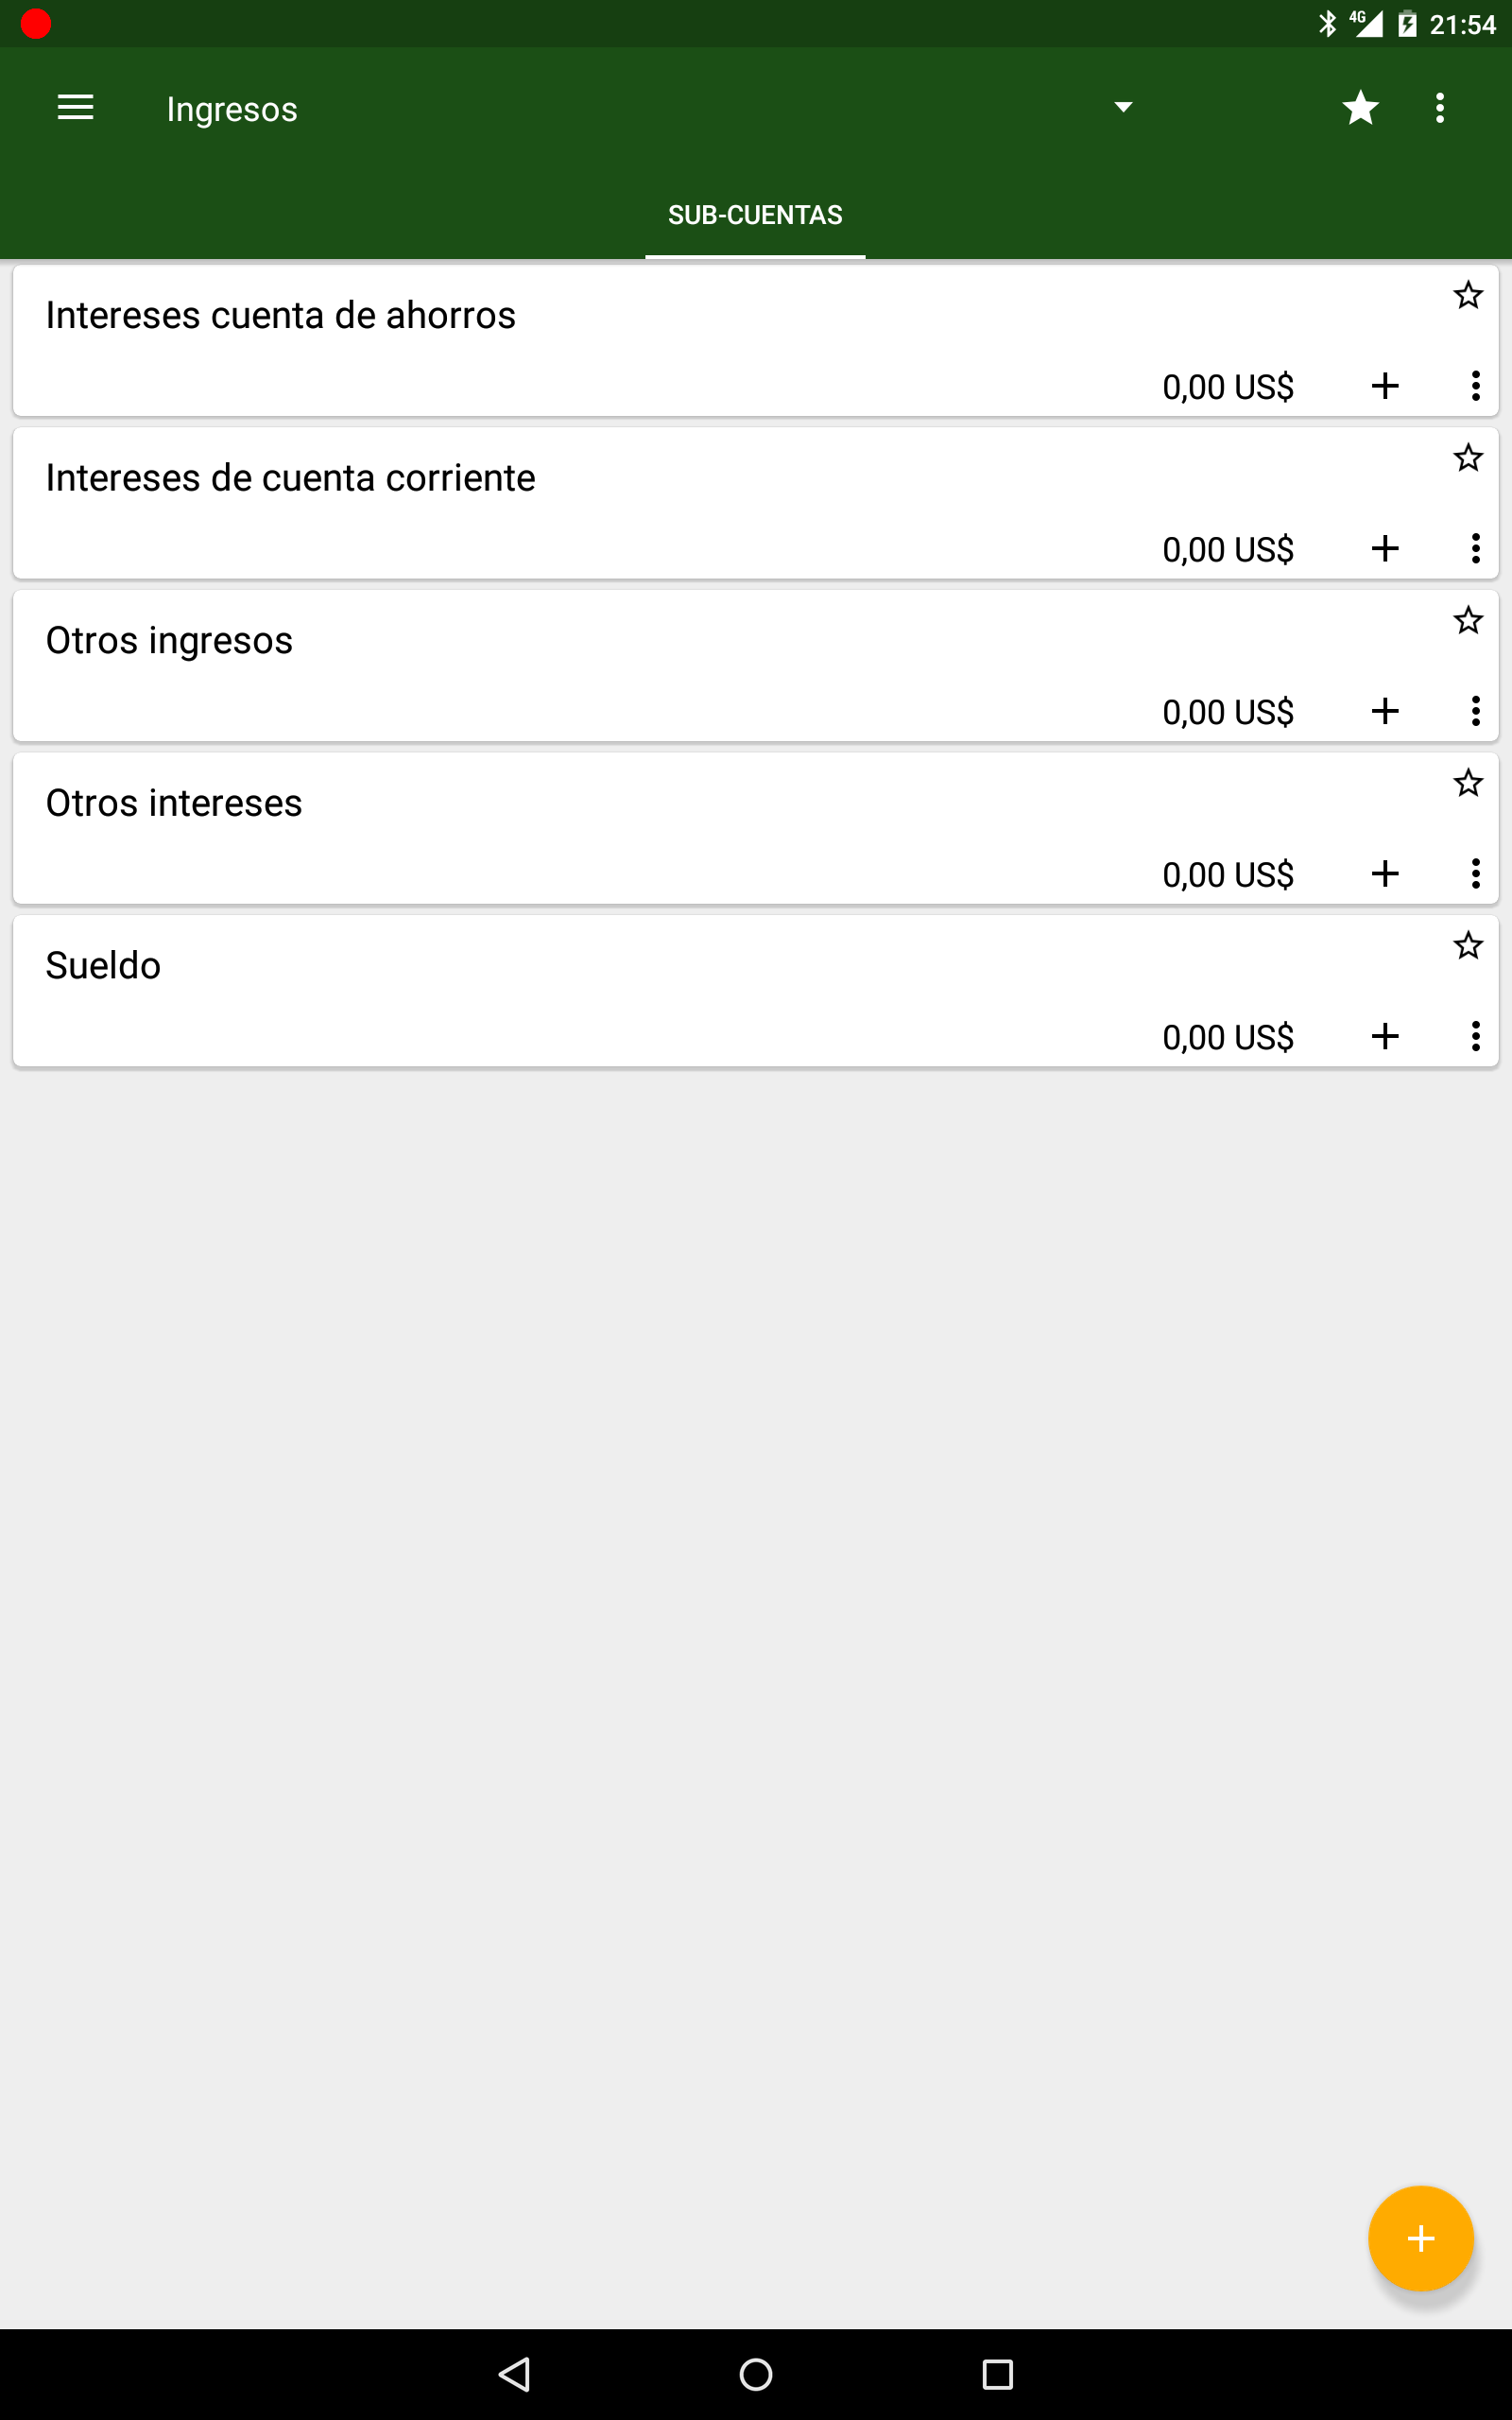 4G 21:54
Ingresos
SUB-CUENTAS
Intereses cuenta de ahorros
0,00 US$
Intereses de cuenta corriente
0,00 US$
Otros ingresos
0,00 US$
Otros intereses
0,00 US$
Sueldo
0,00 US$